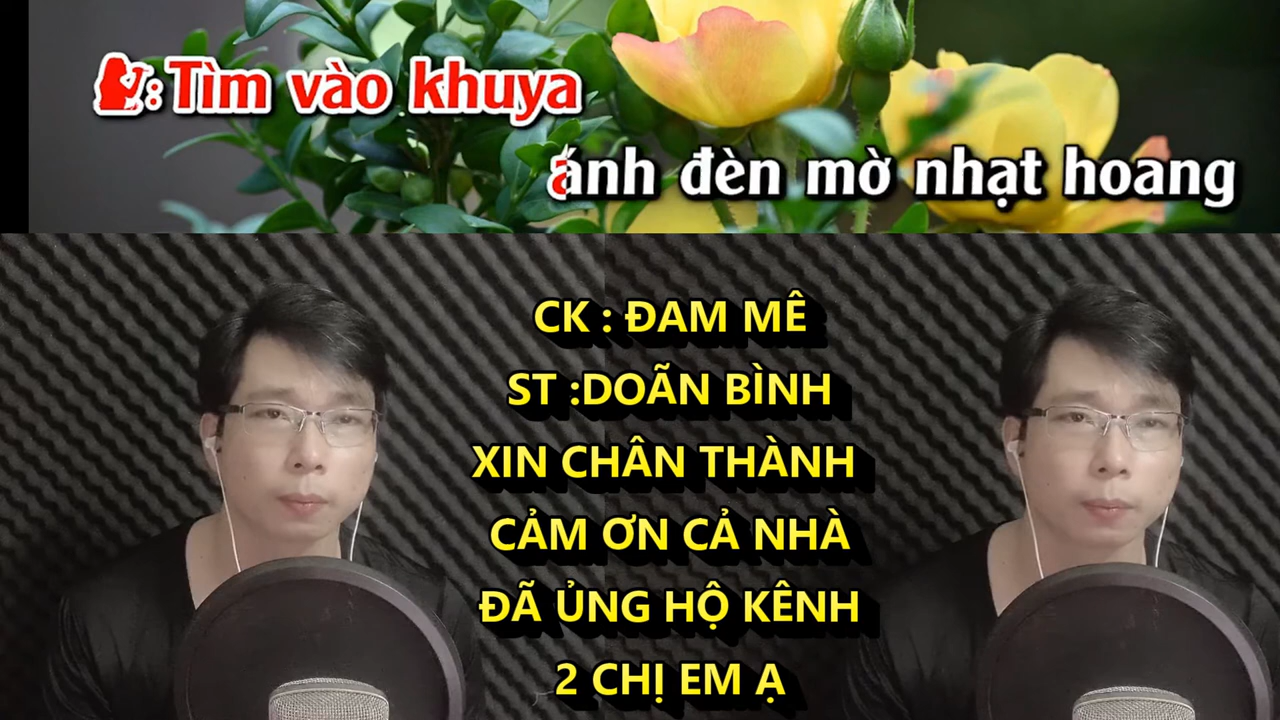 : Tìm vào khuya
ánh đèn mờ nhạt hoang
CK : ĐAM MÊ
ST :DOÃN BÌNH
XIN CHÂN THÀNH
CẢM ƠN CẢ NHÀ
ĐÃ ỦNG HỘ KÊNH
2 CHỊ EM Ạ